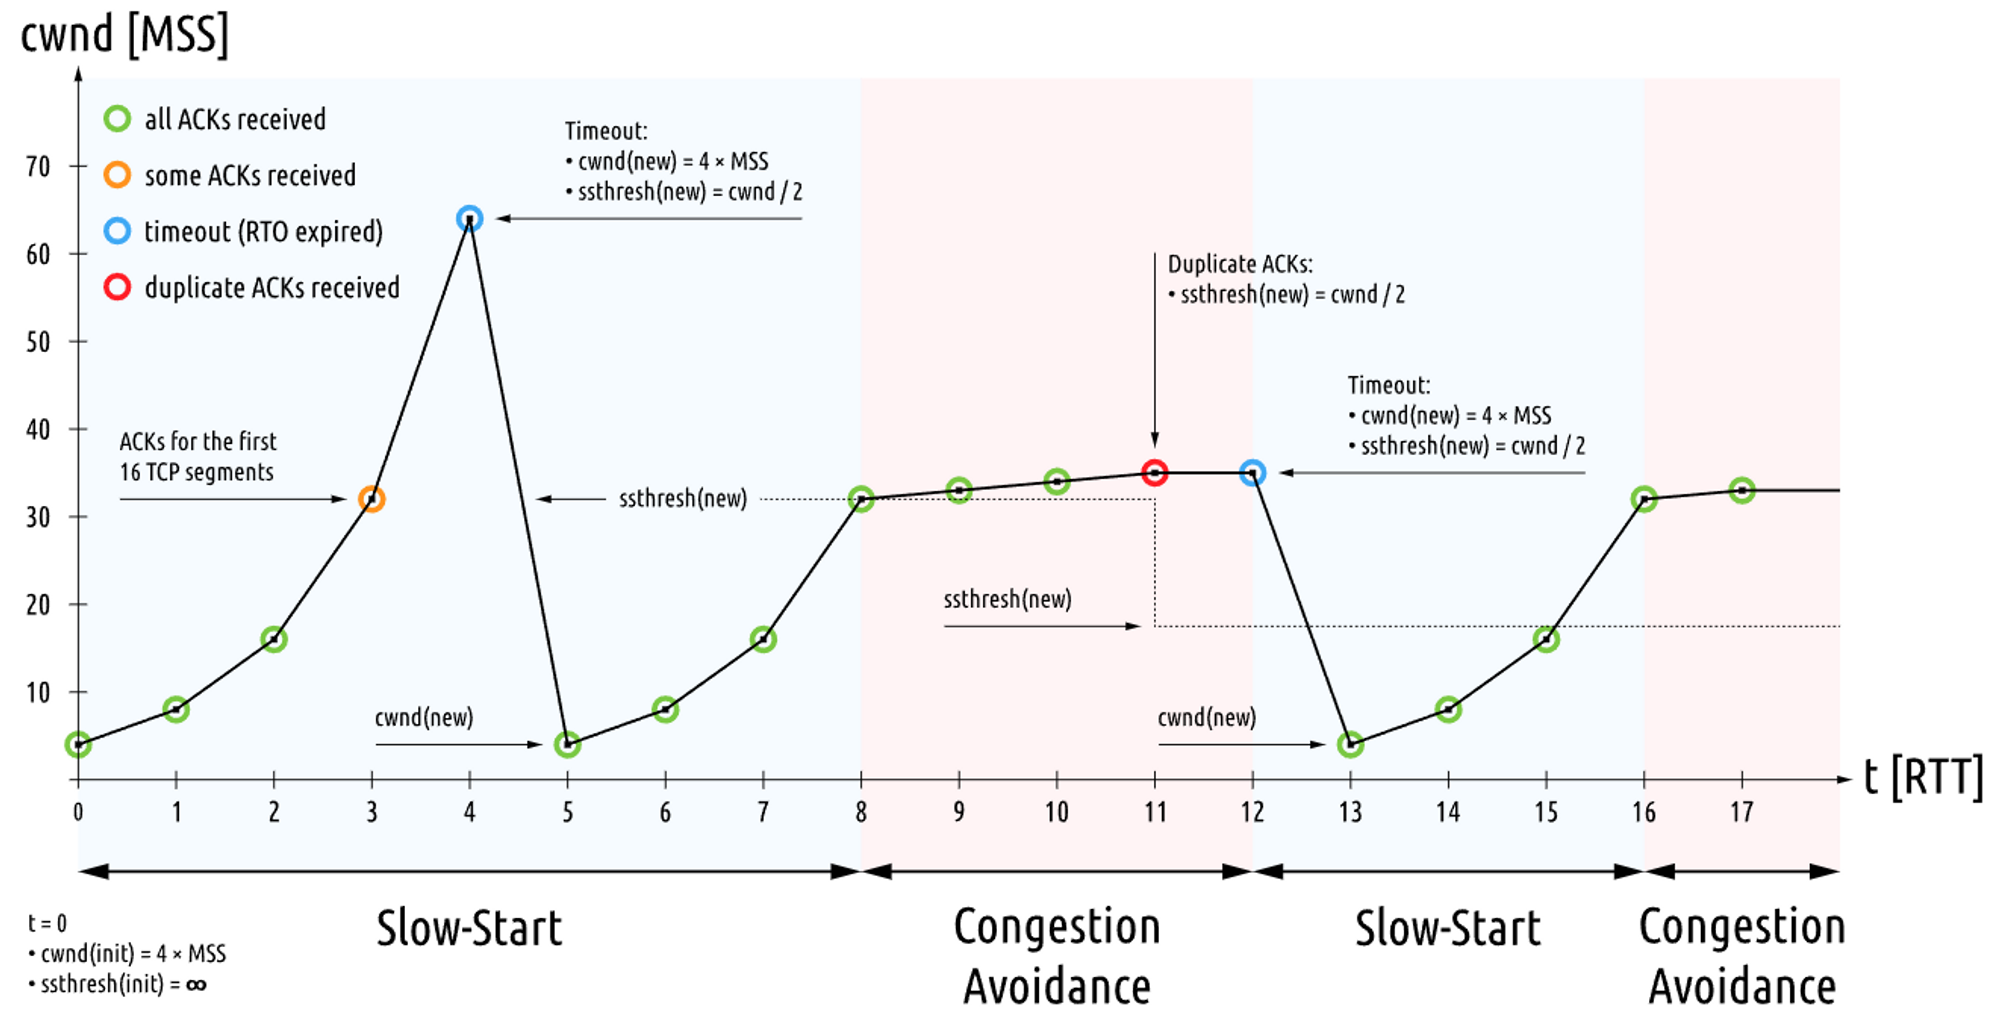 cwnd [MSS]
all ACKs received
some ACKs received
timeout (RTO expired)
duplicate ACKs received
Timeout:
• cwnd(new) = 4 × MSS
• ssthresh(new) = cwnd / 2
Duplicate ACKs:
• ssthresh(new) = cwnd / 2
Timeout:
• cwnd(new) = 4 × MSS
• ssthresh(new) = cwnd / 2
ACKs for the first
16 TCP segments
ssthresh(new)
ssthresh(new)
cwnd(new)
cwnd(new)
70
60
50
40
30
20
10
t [RTT]
0 1 2 3 4 5 6 7 8 9 10 11 12 13 14 15 16 17
Slow-Start
Congestion
Avoidance
Slow-Start
Congestion
Avoidance
t = 0
• cwnd(init) = 4 × MSS
• ssthresh(init) = ∞